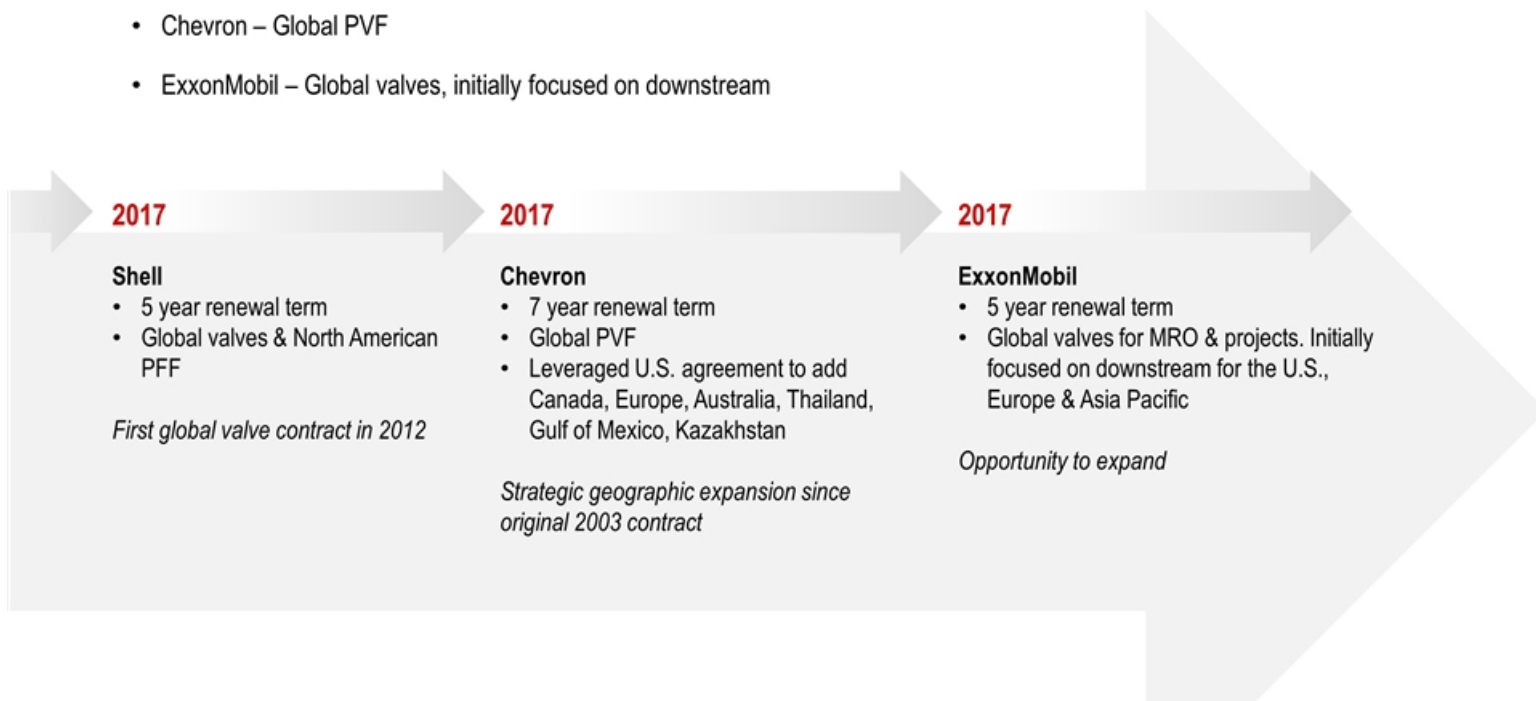 • Chevron – Global PVF
• ExxonMobil – Global valves, initially focused on downstream
2017
Shell
• 5 year renewal term
• Global valves & North American
PFF
First global valve contract in 2012
2017
Chevron
• 7 year renewal term
• Global PVF
• Leveraged U.S. agreement to add
Canada, Europe, Australia, Thailand,
Gulf of Mexico, Kazakhstan
Strategic geographic expansion since
original 2003 contract
2017
ExxonMobil
• 5 year renewal term
• Global valves for MRO & projects. Initially
focused on downstream for the U.S.,
Europe & Asia Pacific
Opportunity to expand